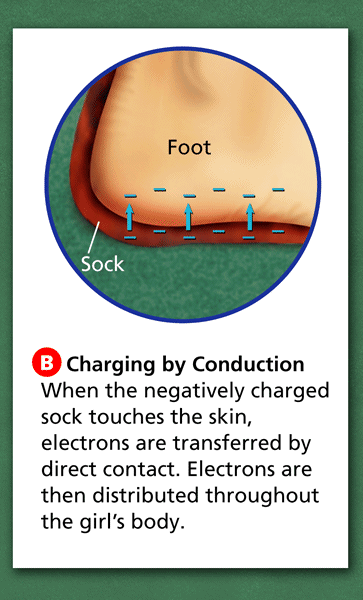 Foot
Sock
B Charging by Conduction
When the negatively charged
sock touches the skin,
electrons are transferred by
direct contact. Electrons are
then distributed throughout
the girl’s body.